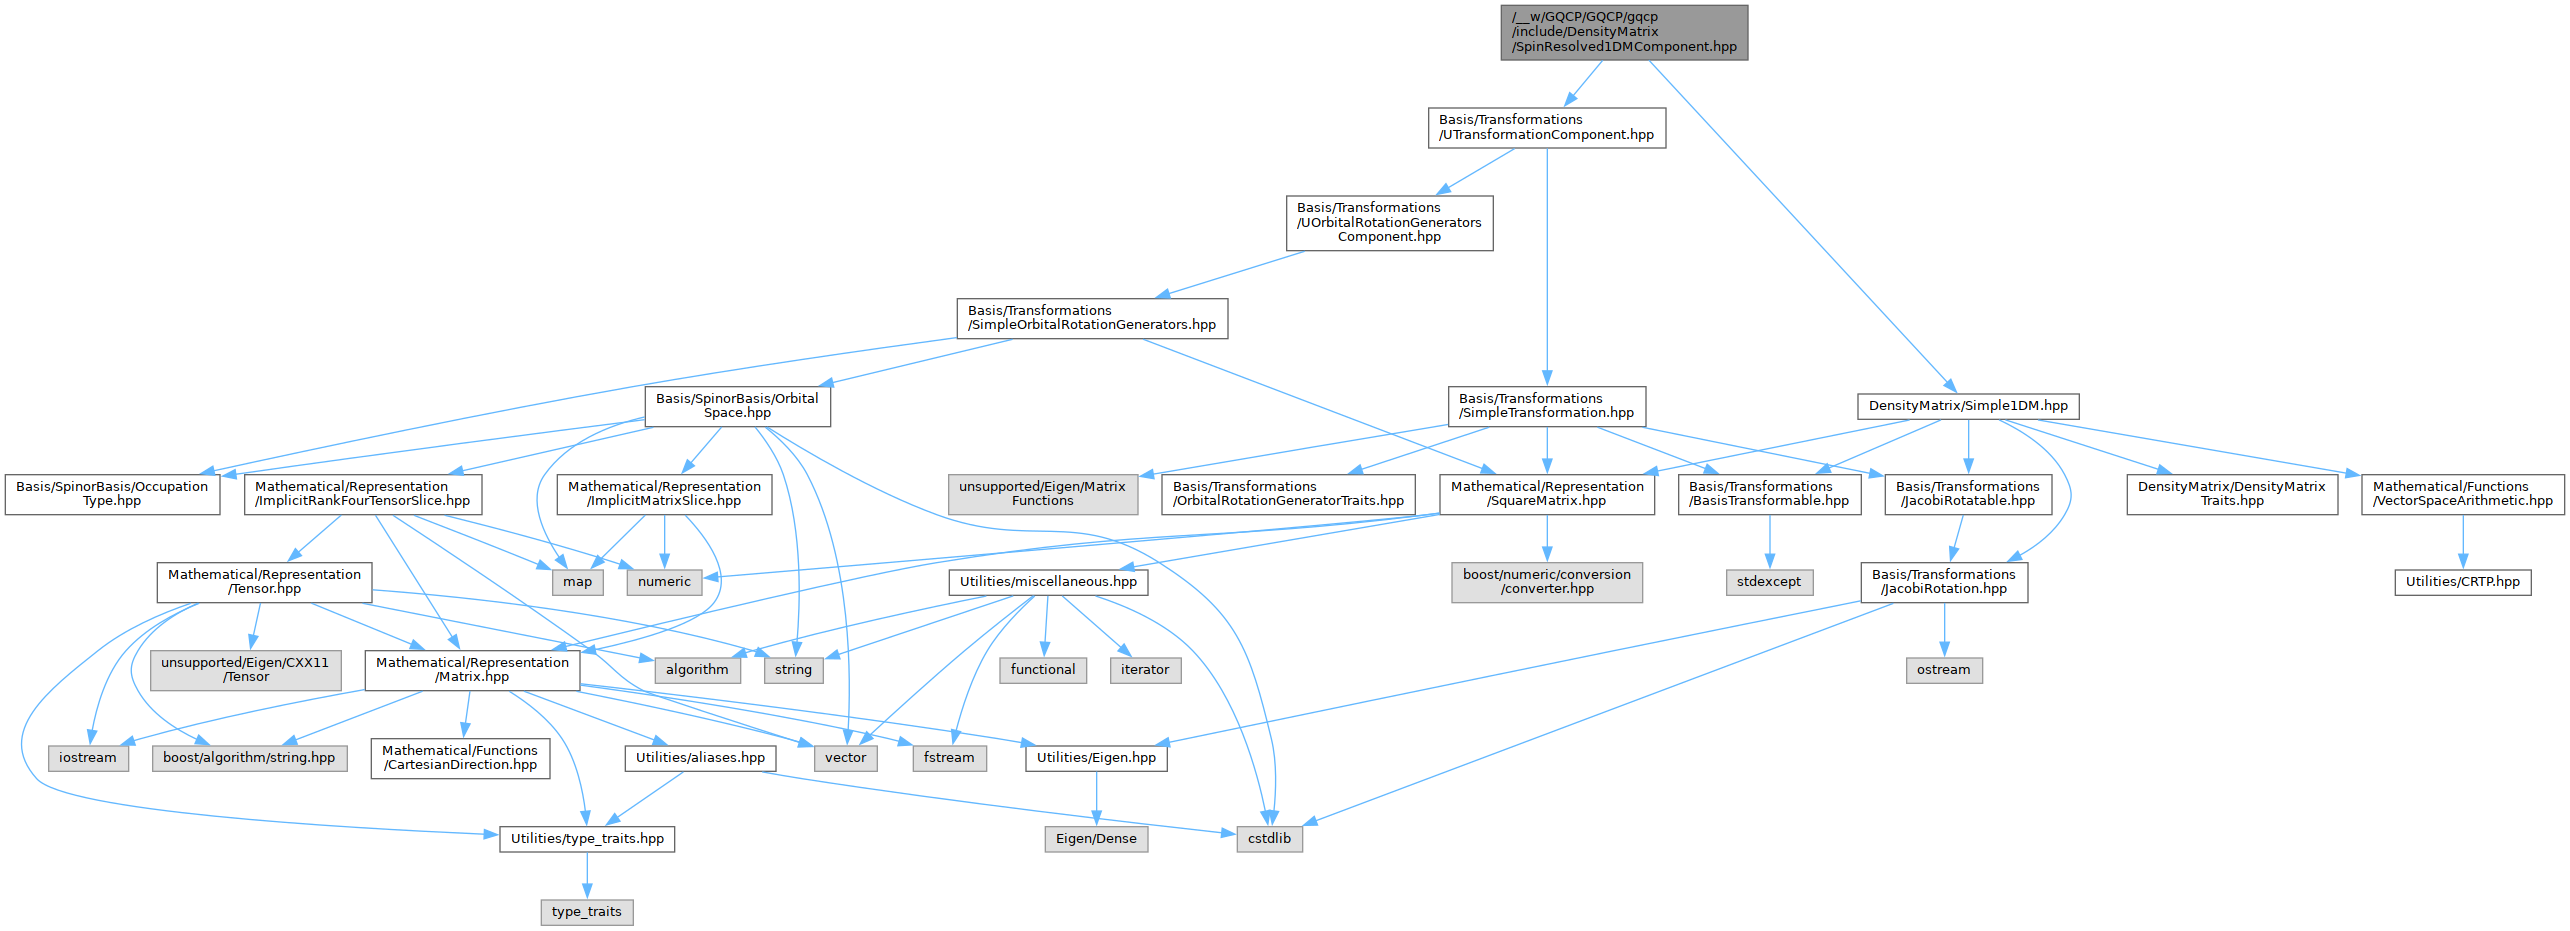 /__w/GQCP/GQCP/gqcp
/include/DensityMatrix
/SpinResolved1DMComponent.hpp
Basis/Transformations
/UTransformationComponent.hpp
Basis/Transformations
/UOrbitalRotationGenerators
Component.hpp
Basis/Transformations
/SimpleOrbitalRotationGenerators.hpp
Basis/SpinorBasis/Orbital
Space.hpp
Basis/Transformations
/SimpleTransformation.hpp
DensityMatrix/Simple1DM.hpp
Basis/SpinorBasis/Occupation
Type.hpp
Mathematical/Representation
/ImplicitRankFourTensorSlice.hpp
Mathematical/Representation
/ImplicitMatrixSlice.hpp
unsupported/Eigen/Matrix
Functions
Basis/Transformations
/OrbitalRotationGeneratorTraits.hpp
Mathematical/Representation
/SquareMatrix.hpp
Basis/Transformations
/BasisTransformable.hpp
Basis/Transformations
/JacobiRotatable.hpp
DensityMatrix/DensityMatrix
Traits.hpp
Mathematical/Functions
/VectorSpaceArithmetic.hpp
Mathematical/Representation
/Tensor.hpp
map
numeric
Utilities/miscellaneous.hpp
boost/numeric/conversion
/converter.hpp
stdexcept
Basis/Transformations
/JacobiRotation.hpp
Utilities/CRTP.hpp
unsupported/Eigen/CXX11
/Tensor
Mathematical/Representation
/Matrix.hpp
algorithm
string
functional
iterator
ostream
iostream
boost/algorithm/string.hpp
Mathematical/Functions
/CartesianDirection.hpp
Utilities/aliases.hpp
vector
fstream
Utilities/Eigen.hpp
Utilities/type_traits.hpp
Eigen/Dense
cstdlib
type_traits